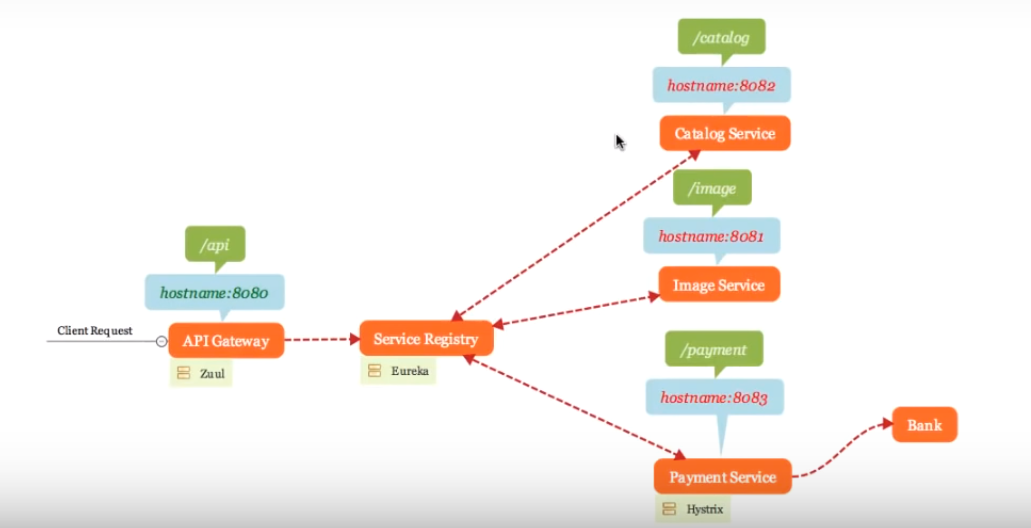 /catalog
hostname:8082
Catalog Service
/image
hostname:8081
Image Service
/api
hostname:8080
Client Request
API Gateway
Zuul
Service Registry
Eureka
/payment
hostname:8083
Payment Service
Hystrix
Bank